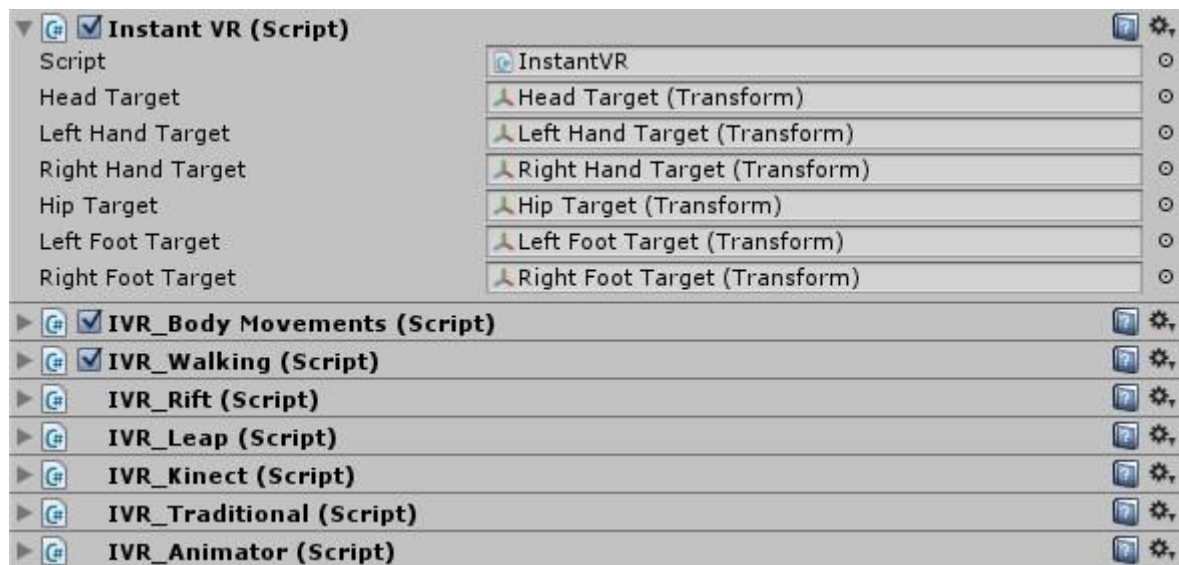 Instant VR (Script)
Script InstantVR
Head Target Head Target (Transform)
Left Hand Target Left Hand Target (Transform)
Right Hand Target Right Hand Target (Transform)
Hip Target Hip Target (Transform)
Left Foot Target Left Foot Target (Transform)
Right Foot Target Right Foot Target (Transform)
IVR_Body Movements (Script)
IVR_Walking (Script)
IVR_Rift (Script)
IVR_Leap (Script)
IVR_Kinect (Script)
IVR_Traditional (Script)
IVR_Animator (Script)